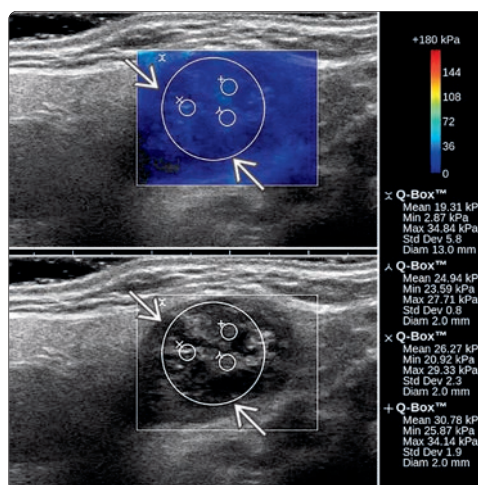 +180 kPa
144
108
72
36
0
Q-Box™
Mean 19.31 kP
Min 2.87 kPa
Max 34.84 kPa
Std Dev 5.8
Diam 13.0 mm
Q-Box™
Mean 24.94 kP
Min 23.59 kPa
Max 27.71 kPa
Std Dev 0.8
Diam 2.0 mm
Q-Box™
Mean 26.27 kP
Min 20.92 kPa
Max 29.33 kPa
Std Dev 2.3
Diam 2.0 mm
Q-Box™
Mean 30.78 kP
Min 25.87 kPa
Max 34.14 kPa
Std Dev 1.9
Diam 2.0 mm